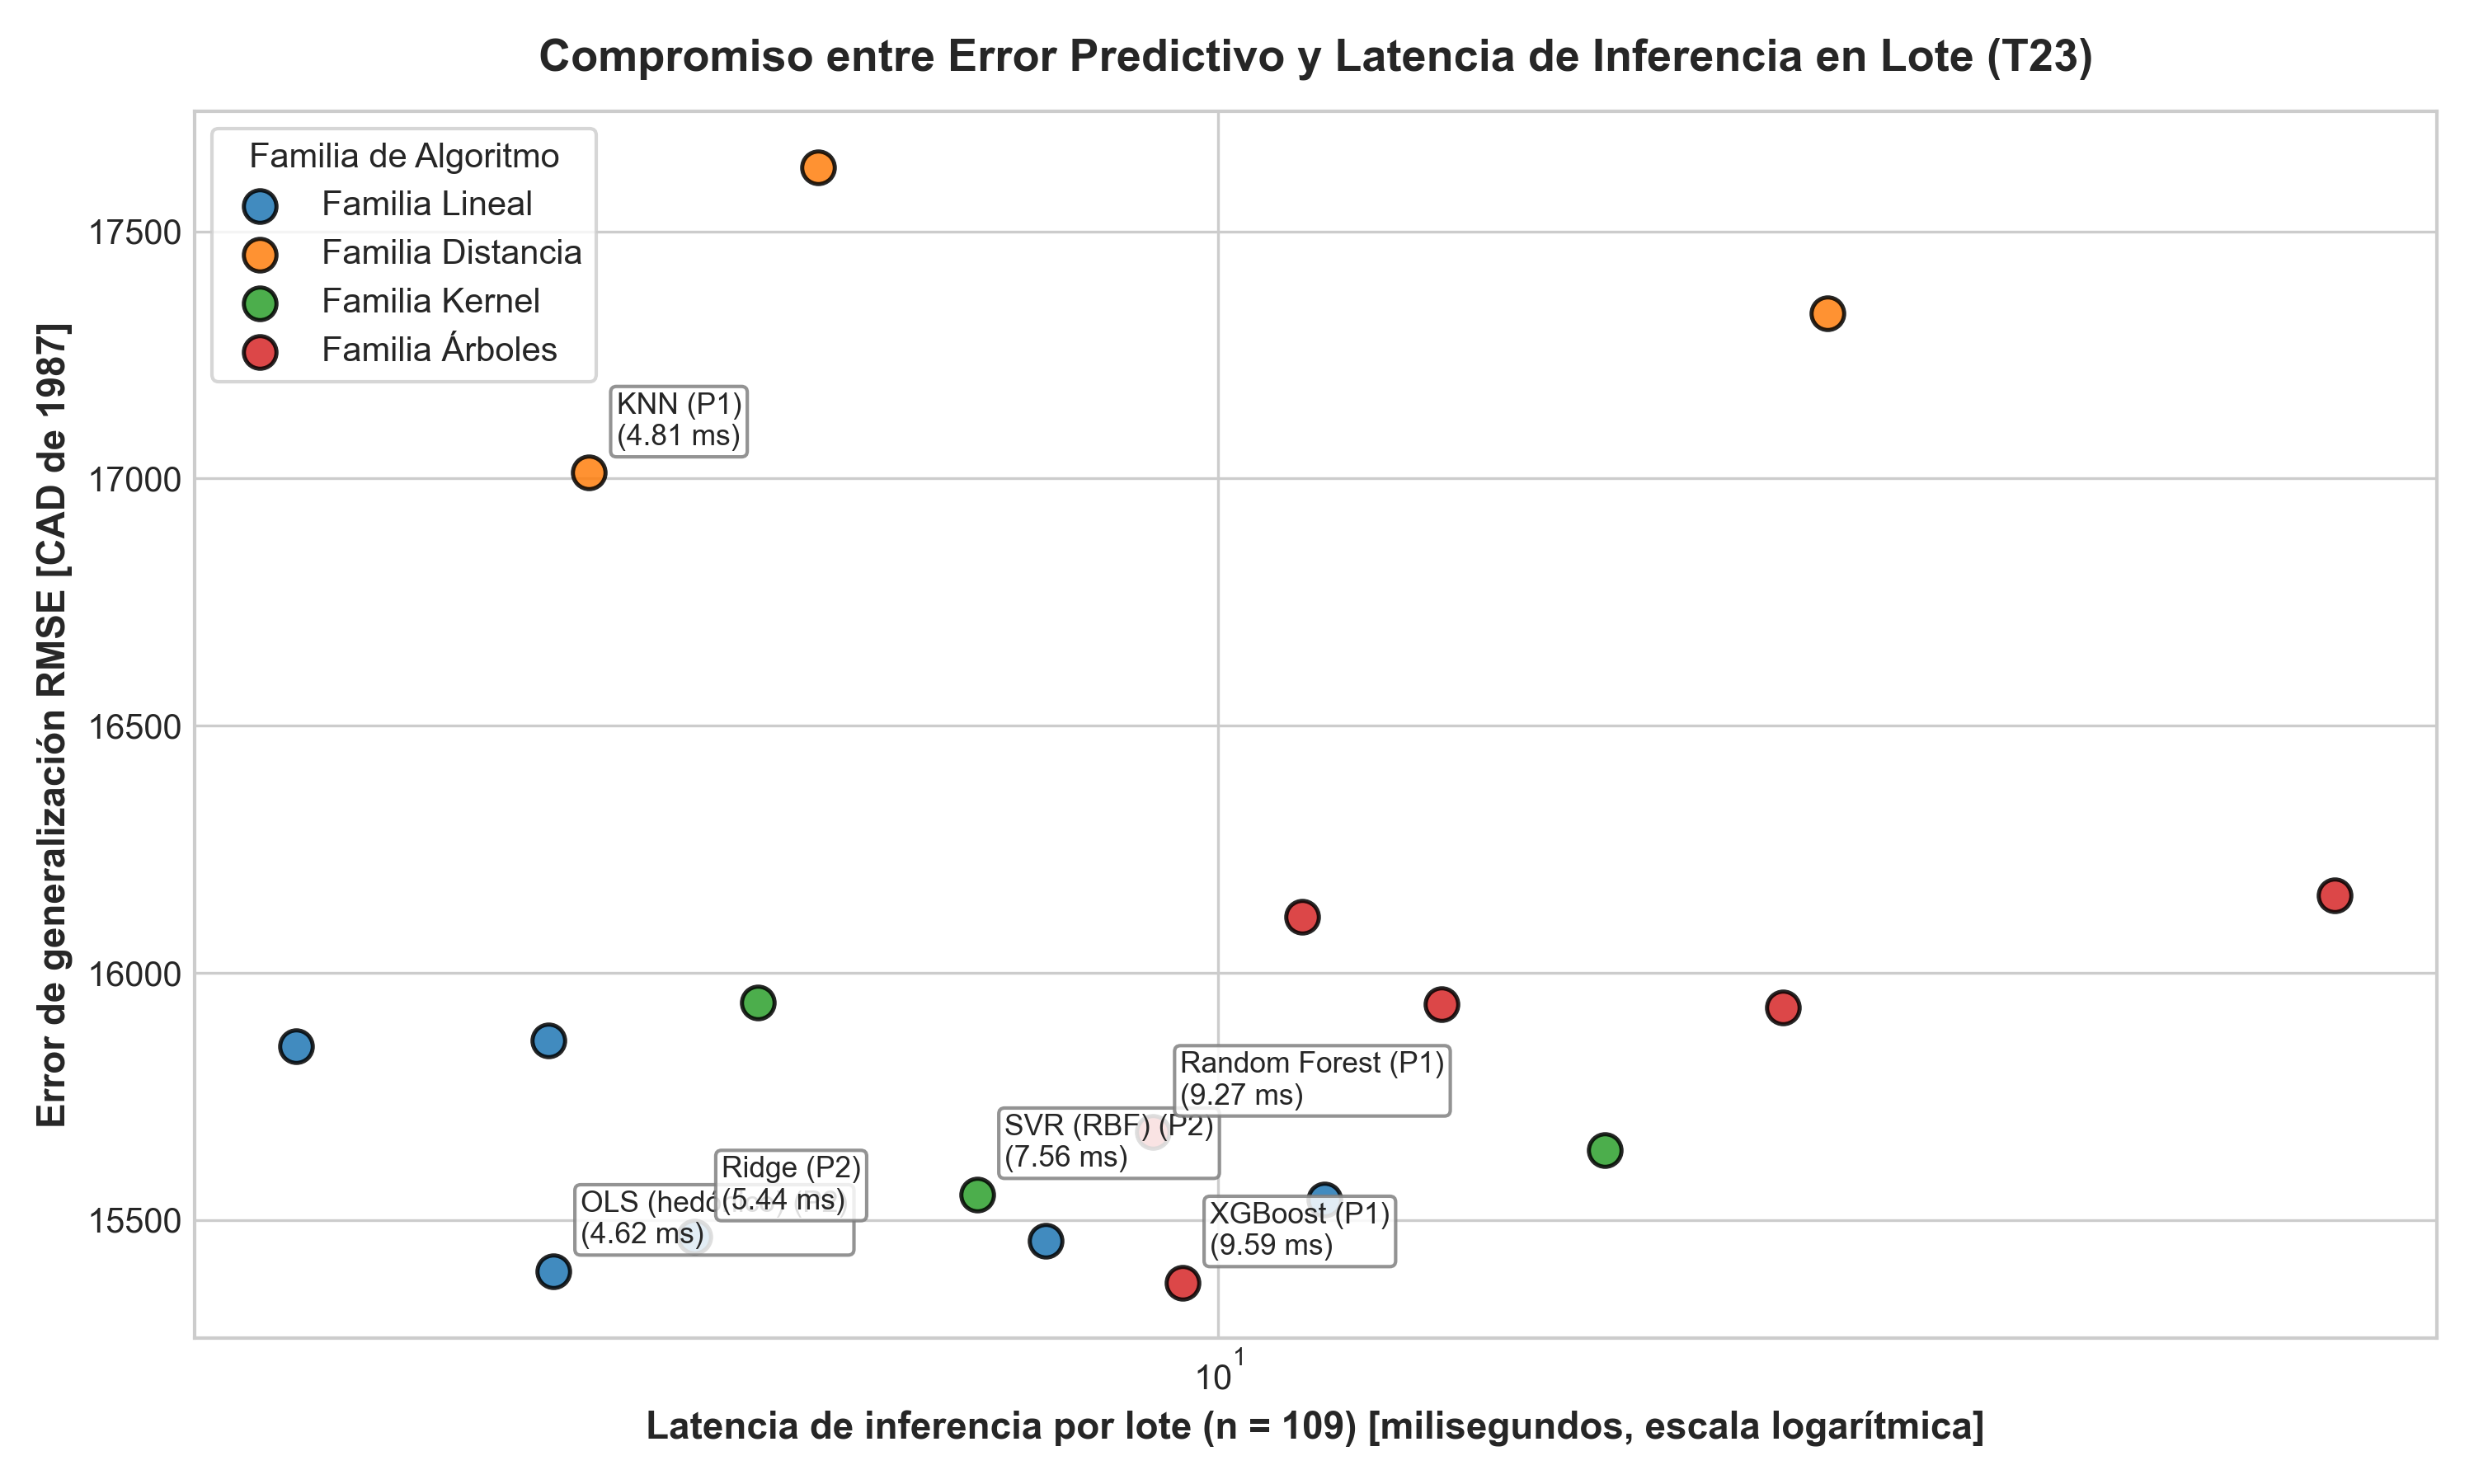 Compromiso entre Error Predictivo y Latencia de Inferencia en Lote (T23)
Familia de Algoritmo
Familia Lineal
Familia Distancia
Familia Kernel
Familia Árboles
Error de generalización RMSE [CAD de 1987]
17500
17000
16500
16000
15500
KNN (P1)
(4.81 ms)
Random Forest (P1)
(9.27 ms)
SVR (RBF) (P2)
(7.56 ms)
Ridge (P2)
(5.44 ms)
OLS
(4.62 ms)
XGBoost (P1)
(9.59 ms)
10¹
Latencia de inferencia por lote (n = 109) [milisegundos, escala logarítmica]